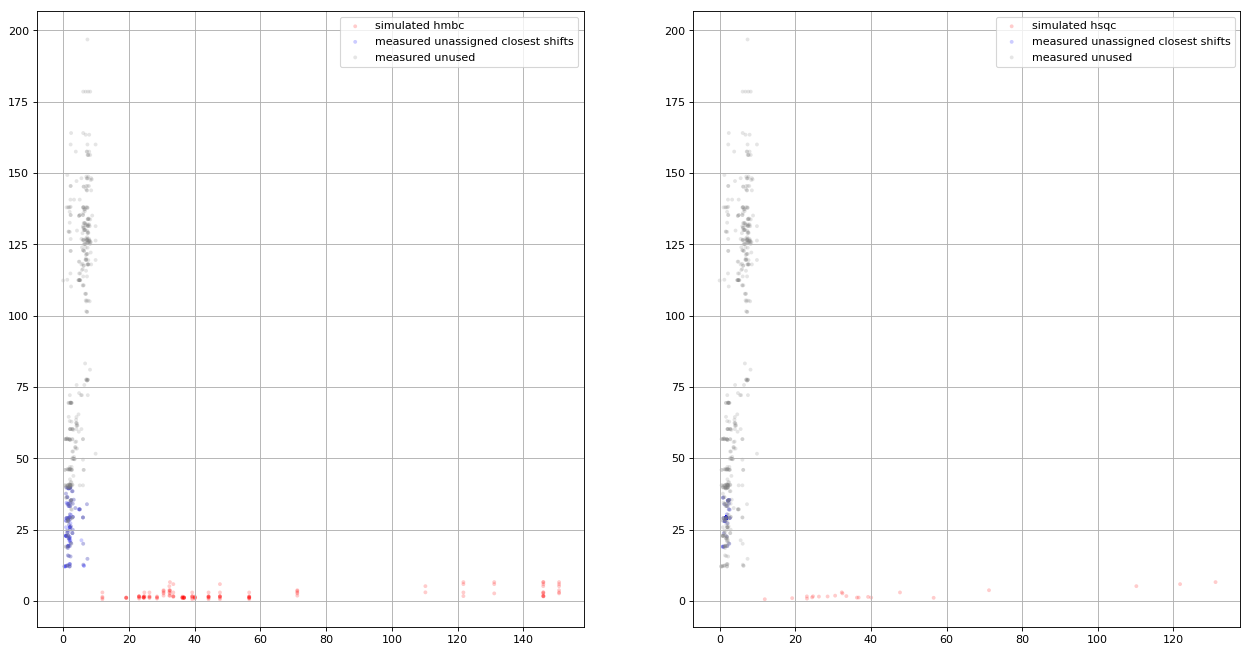 simulated hmbc
measured unassigned closest shifts
measured unused
200
175
150
125
100
75
50
25
0
0 20 40 60 80 100 120 140
simulated hsqc
measured unassigned closest shifts
measured unused
200
175
150
125
100
75
50
25
0
0 20 40 60 80 100 120